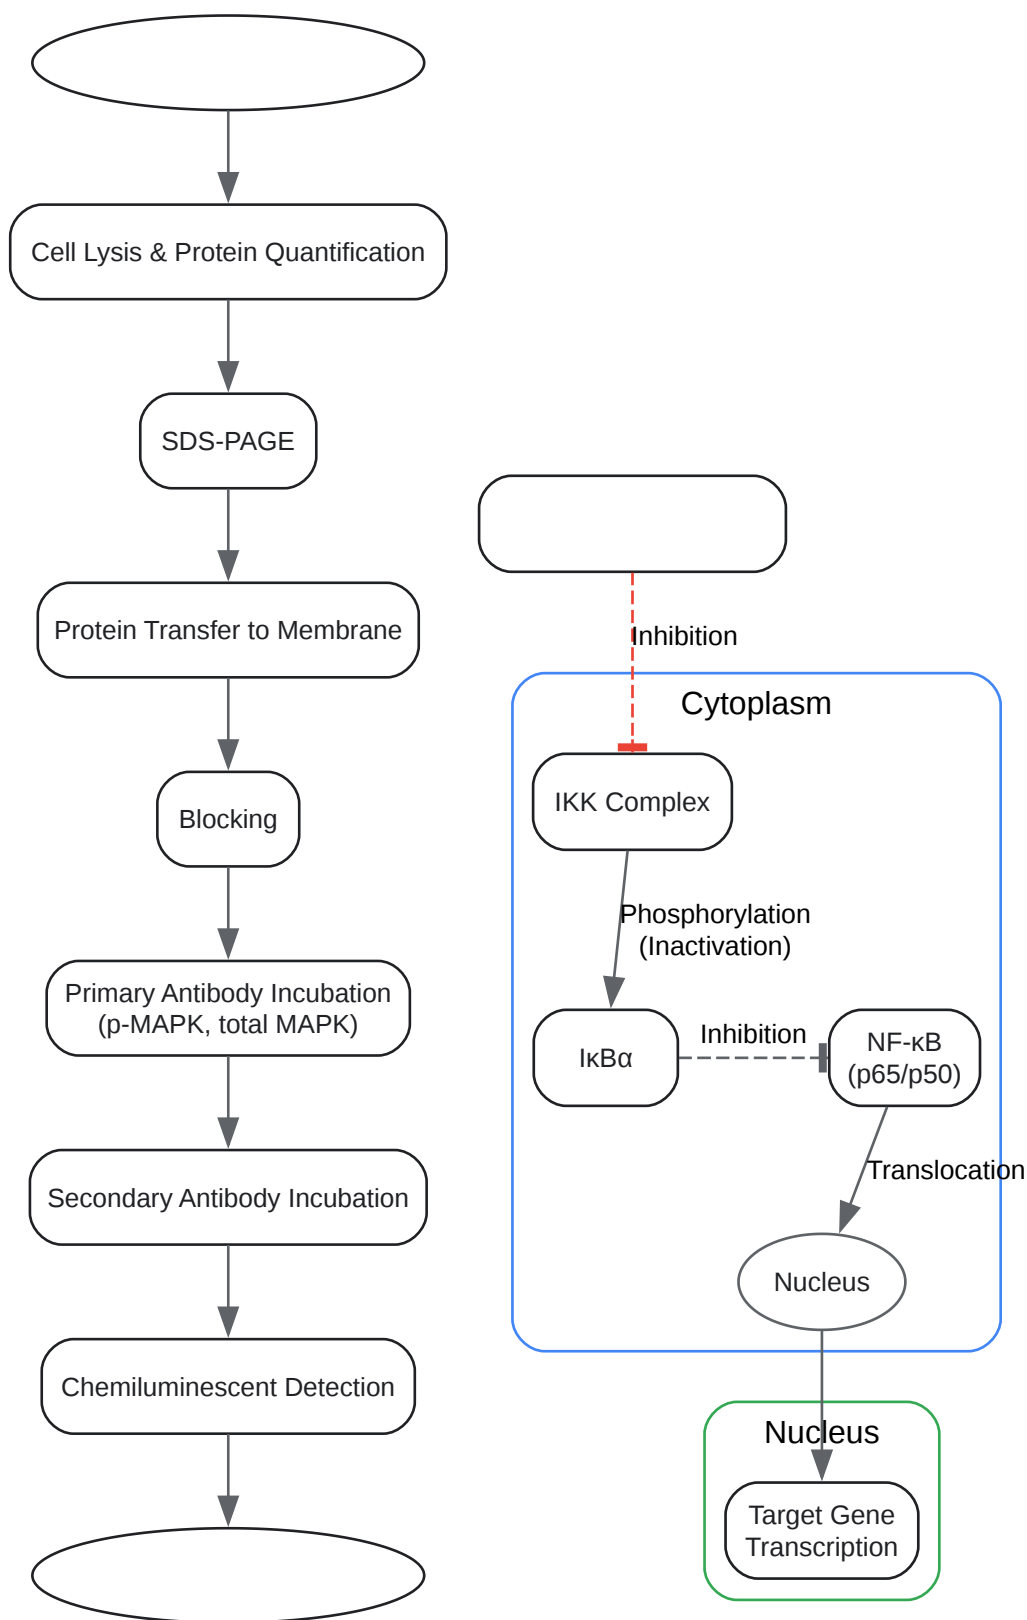 Cell Lysis & Protein Quantification
SDS-PAGE
Protein Transfer to Membrane
Blocking
Primary Antibody Incubation
(p-MAPK, total MAPK)
Secondary Antibody Incubation
Chemiluminescent Detection
Inhibition
Cytoplasm
IKK Complex
Phosphorylation
(Inactivation)
IκBα
Inhibition
NF-κB
(p65/p50)
Translocation
Nucleus
Nucleus
Target Gene
Transcription